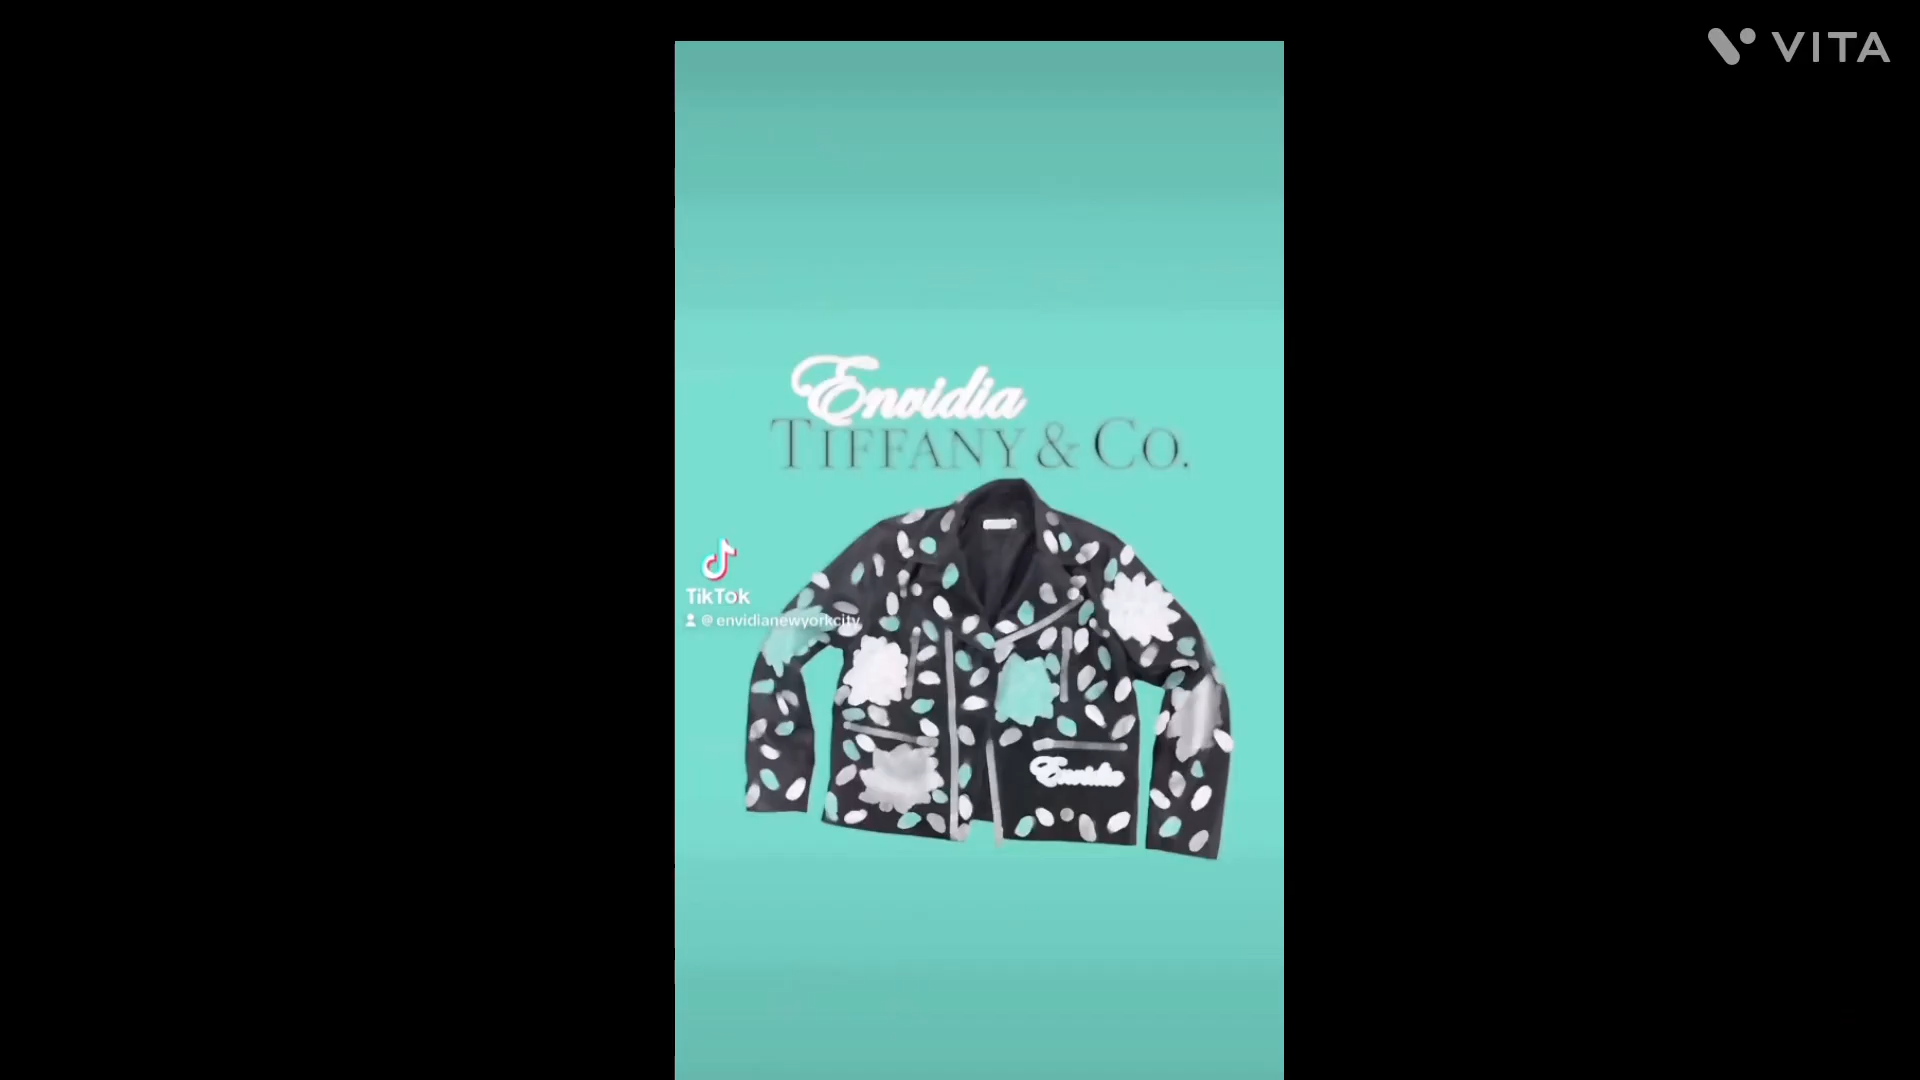 VITA
Envidia
TIFFANY & CO.
TikTok
@envidianewyorkcity
Envidia